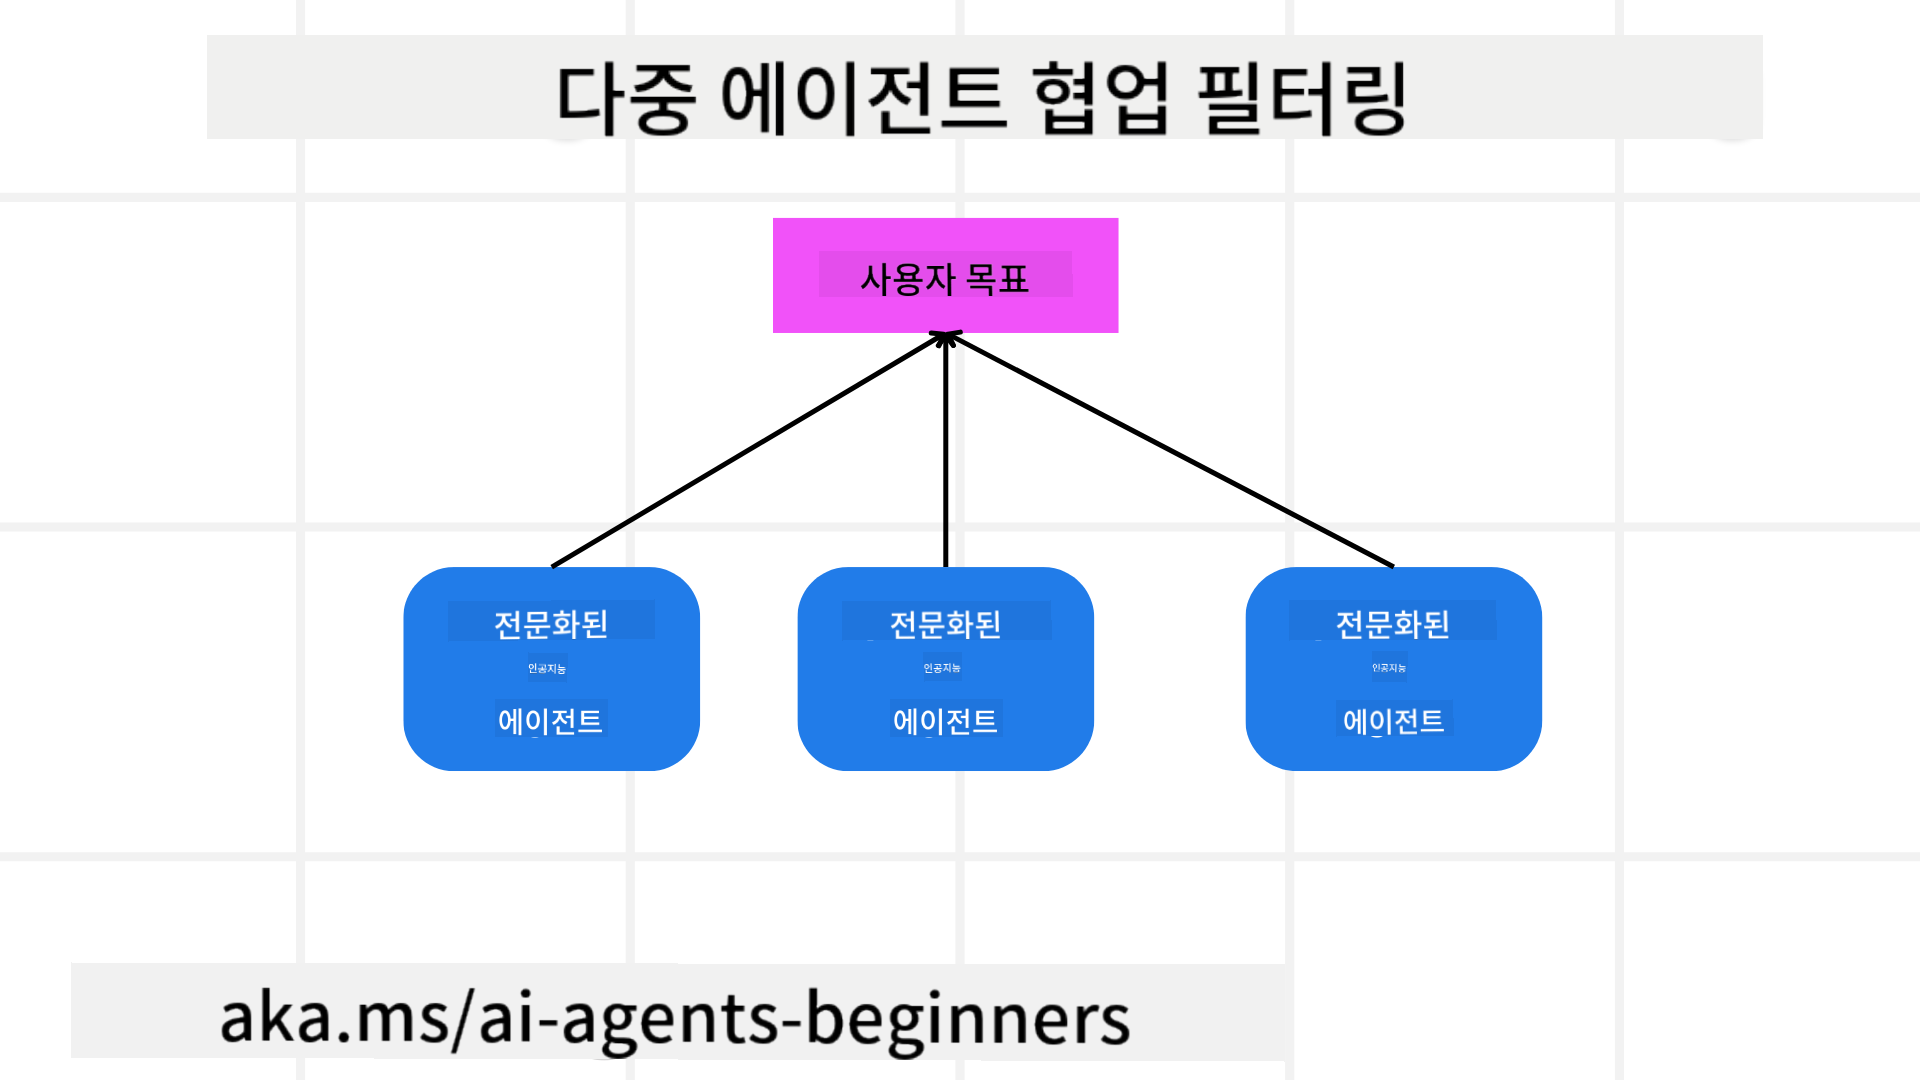 다중 에이전트 협업 필터링
사용자 목표
전문화된
인공지능
에이전트
전문화된
인공지능
에이전트
전문화된
인공지능
에이전트
aka.ms/ai-agents-beginners